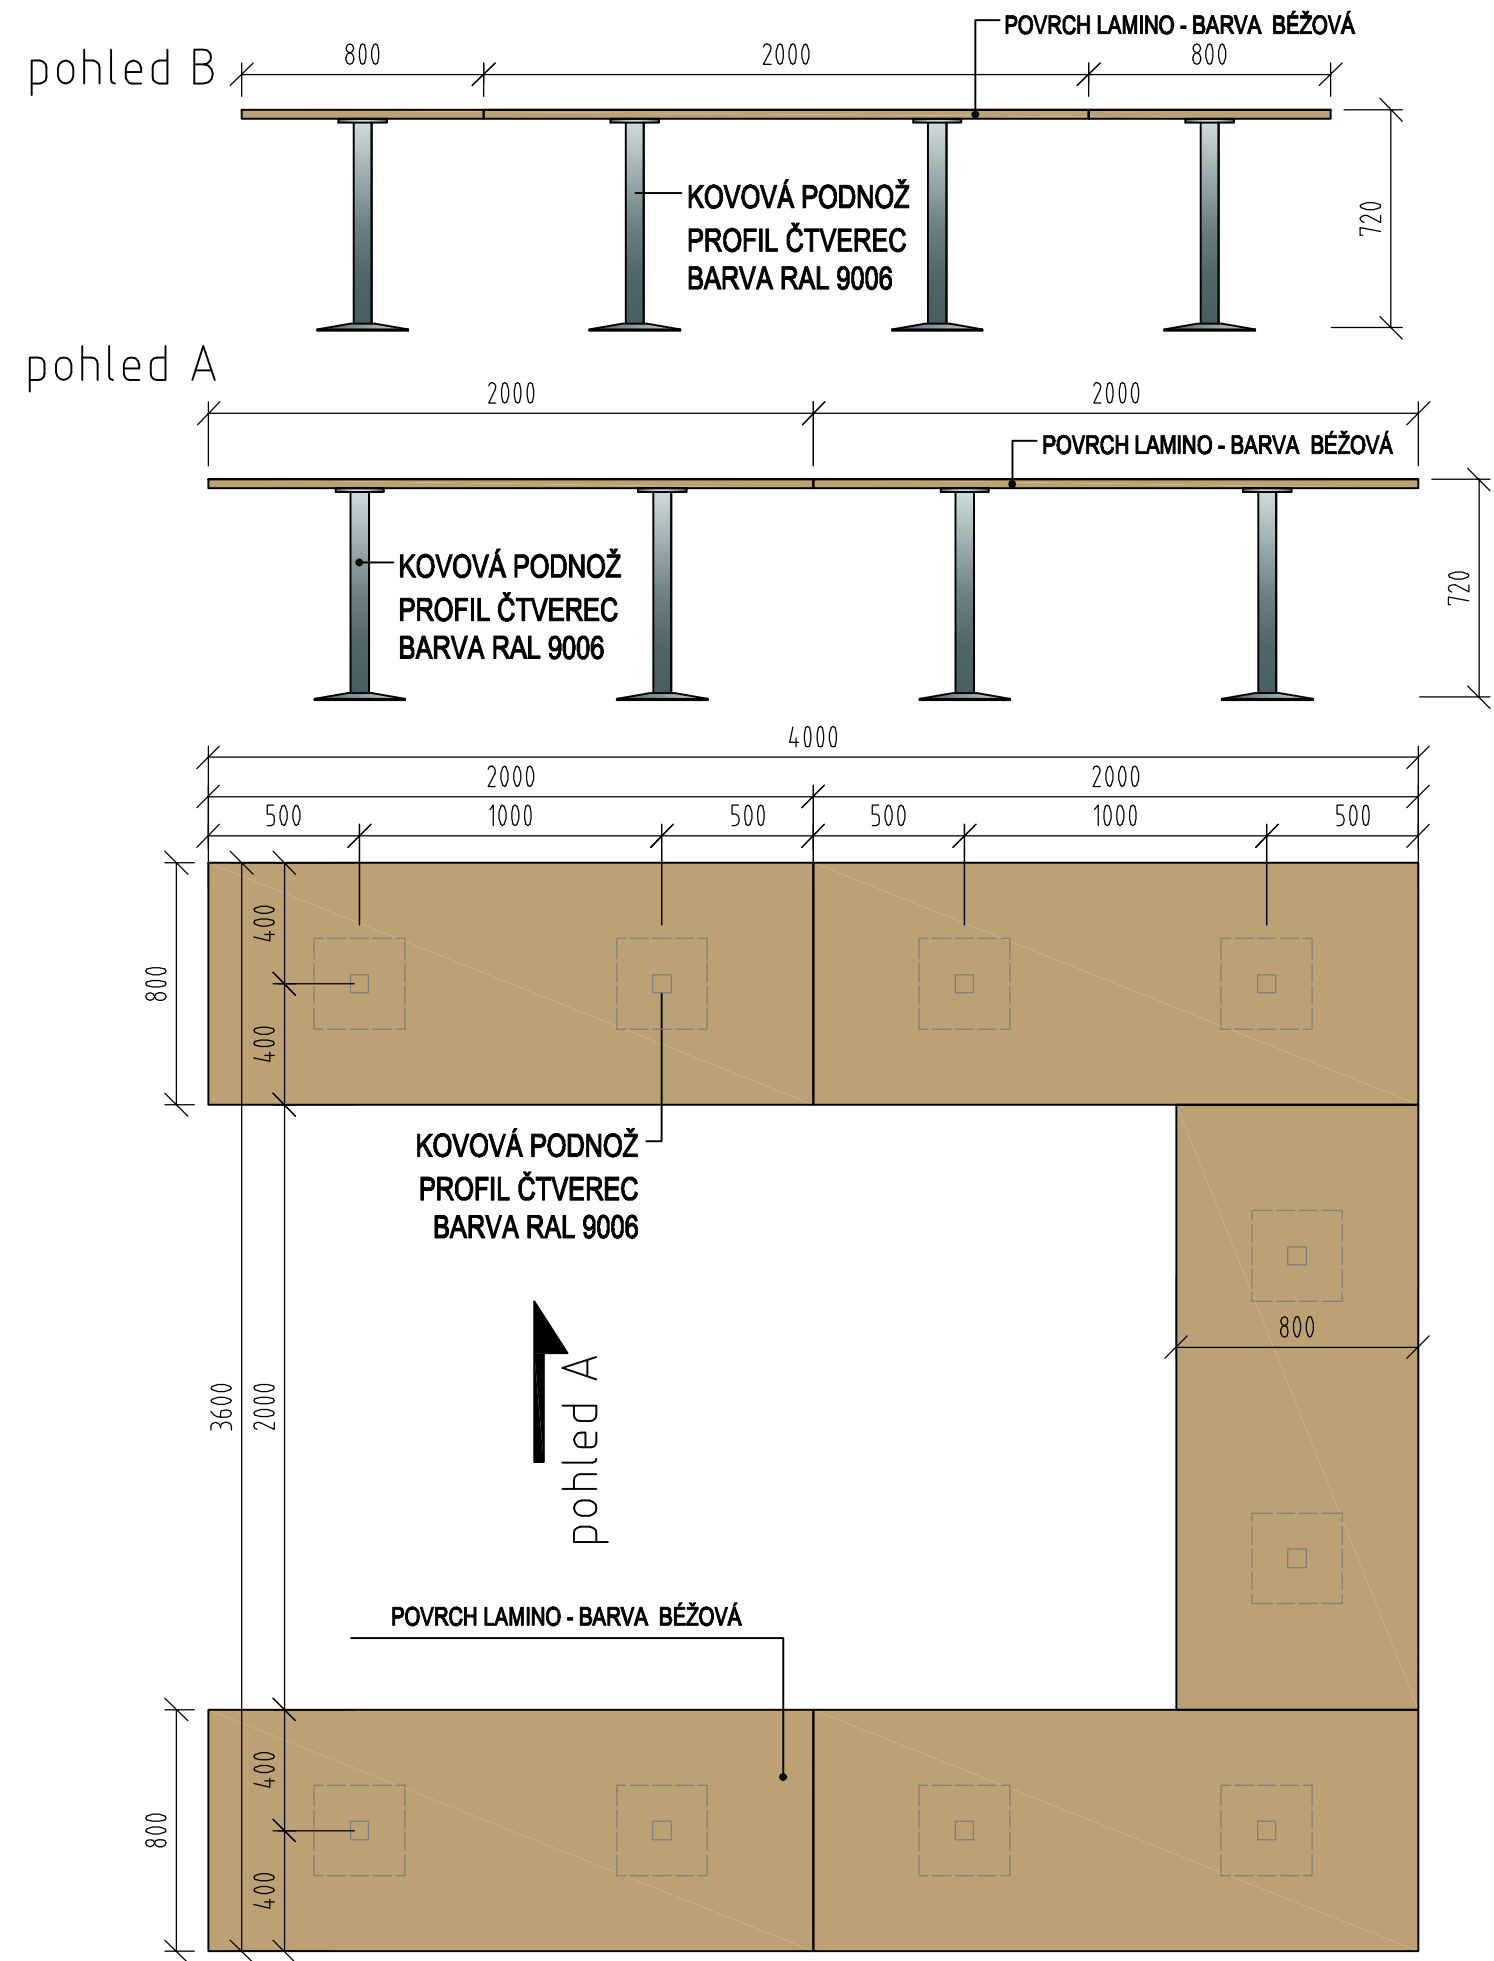 POVRCH LAMINO - BARVA BÉŽOVÁ
pohled B
800
2000
800
KOVOVÁ PODNOŽ
PROFIL ČTVEREC
BARVA RAL 9006
720
pohled A
2000
2000
POVRCH LAMINO - BARVA BÉŽOVÁ
KOVOVÁ PODNOŽ
PROFIL ČTVEREC
BARVA RAL 9006
720
4000
2000
2000
500
1000
500
500
1000
500
400
800
400
KOVOVÁ PODNOŽ
PROFIL ČTVEREC
BARVA RAL 9006
800
3600
2000
pohled A
POVRCH LAMINO - BARVA BÉŽOVÁ
400
800
400